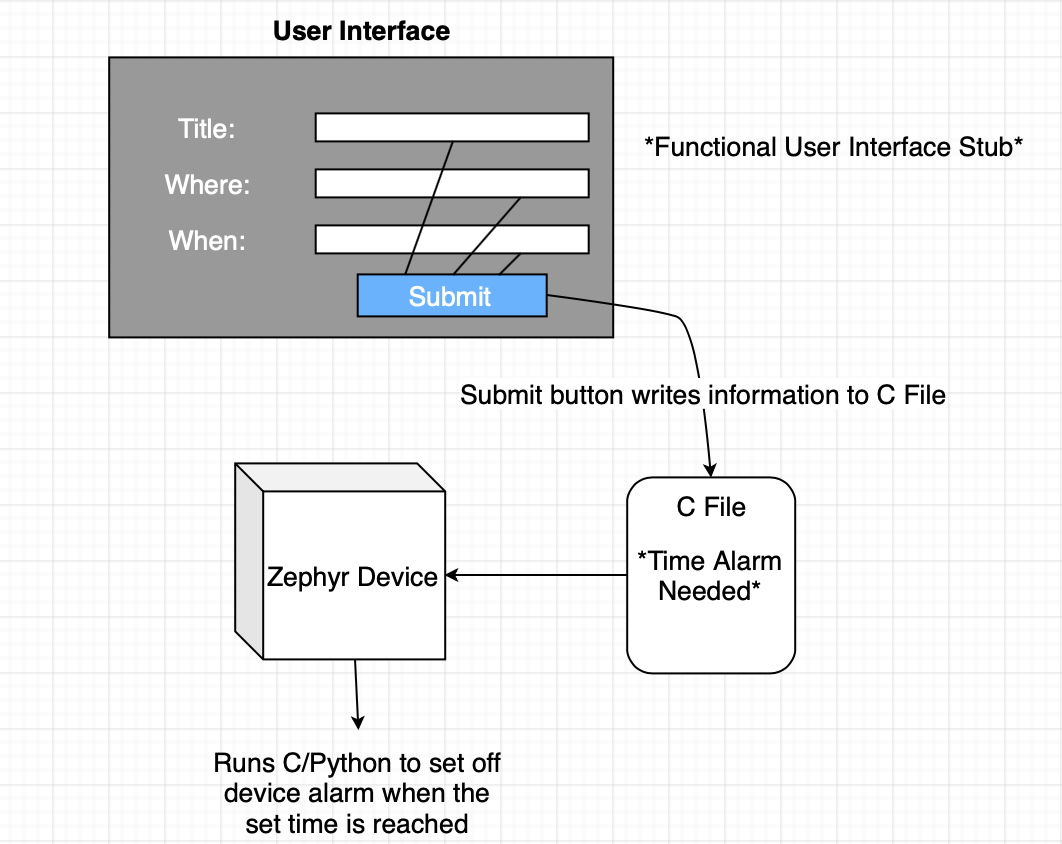 User Interface
Title:
*Functional User Interface Stub*
Where:
When:
Submit
Submit button writes information to C File
C File
*Time Alarm
Needed*
Zephyr Device
Runs C/Python to set off
device alarm when the
set time is reached